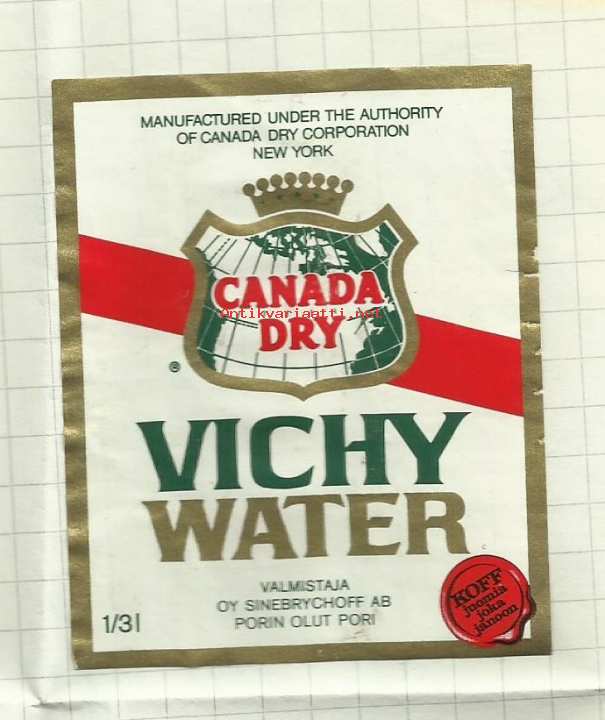 MANUFACTURED UNDER THE AUTHORITY
OF CANADA DRY CORPORATION
NEW YORK
CANADA
Antikvariaatti.net
DRY
®
VICHY
WATER
VALMISTAJA
OY SINEBRYCHOFF AB
PORIN OLUT PORI
1/3 l
KOFF
juomia
joka
janoon